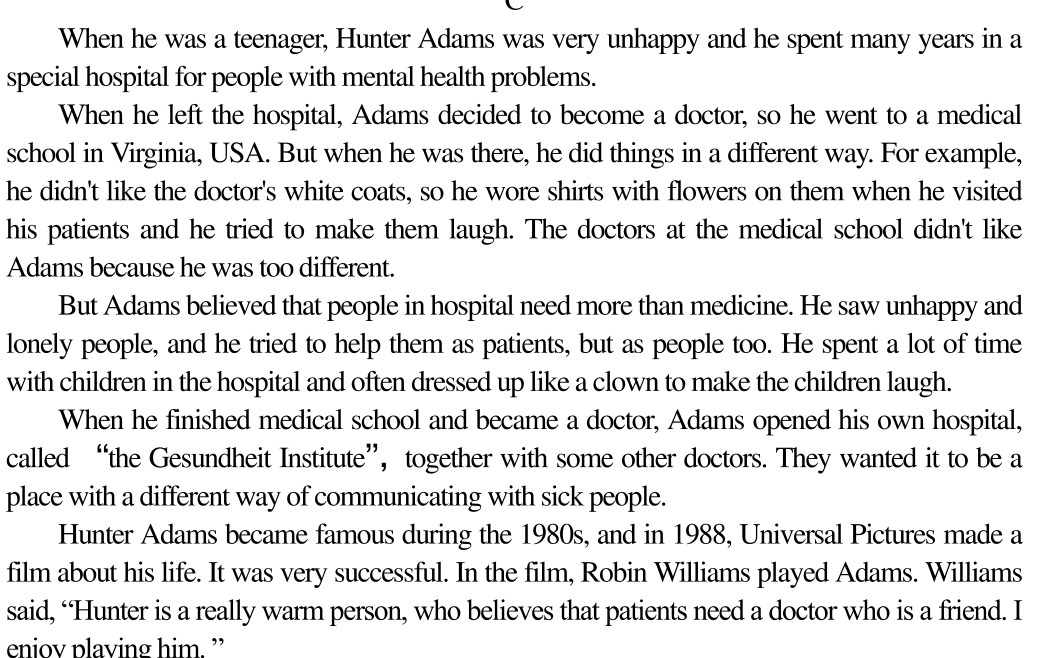 C
When he was a teenager, Hunter Adams was very unhappy and he spent many years in a
special hospital for people with mental health problems.
When he left the hospital, Adams decided to become a doctor, so he went to a medical
school in Virginia, USA. But when he was there, he did things in a different way. For example,
he didn't like the doctor's white coats, so he wore shirts with flowers on them when he visited
his patients and he tried to make them laugh. The doctors at the medical school didn't like
Adams because he was too different.
But Adams believed that people in hospital need more than medicine. He saw unhappy and
lonely people, and he tried to help them as patients, but as people too. He spent a lot of time
with children in the hospital and often dressed up like a clown to make the children laugh.
When he finished medical school and became a doctor, Adams opened his own hospital,
called “the Gesundheit Institute”, together with some other doctors. They wanted it to be a
place with a different way of communicating with sick people.
Hunter Adams became famous during the 1980s, and in 1988, Universal Pictures made a
film about his life. It was very successful. In the film, Robin Williams played Adams. Williams
said, “Hunter is a really warm person, who believes that patients need a doctor who is a friend. I
enjoy playing him. ”